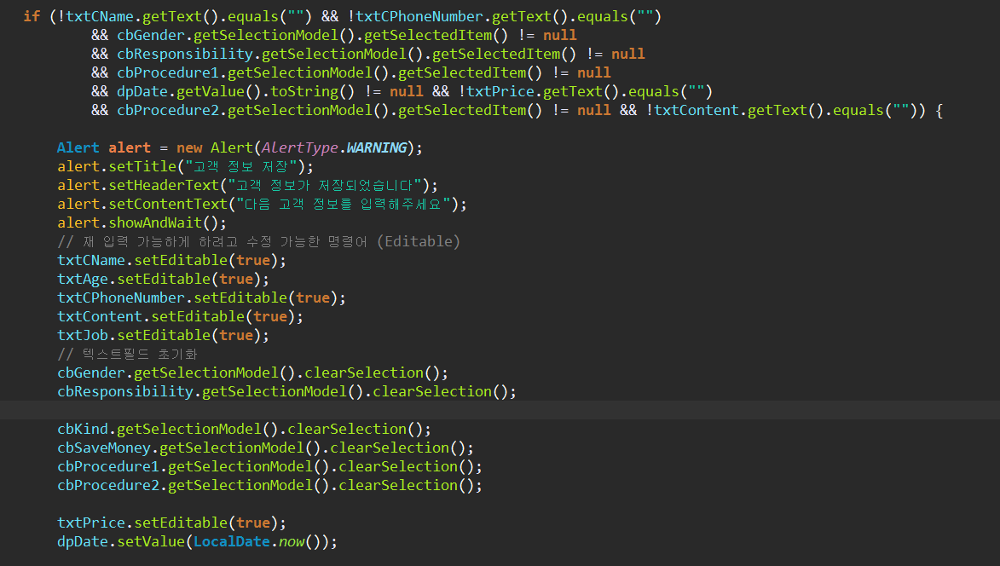 if (!txtCName.getText().equals("") && !txtCPhoneNumber.getText().equals("")
&& cbGender.getSelectionModel().getSelectedItem() != null
&& cbResponsibility.getSelectionModel().getSelectedItem() != null
&& cbProcedure1.getSelectionModel().getSelectedItem() != null
&& dpDate.getValue().toString() != null && !txtPrice.getText().equals("")
&& cbProcedure2.getSelectionModel().getSelectedItem() != null && !txtContent.getText().equals("")) {
Alert alert = new Alert(AlertType.WARNING);
alert.setTitle("고객 정보 저장");
alert.setHeaderText("고객 정보가 저장되었습니다");
alert.setContentText("다음 고객 정보를 입력해주세요");
alert.showAndWait();
// 재 입력 가능하게 하려고 수정 가능한 명령어 (Editable)
txtCName.setEditable(true);
txtAge.setEditable(true);
txtCPhoneNumber.setEditable(true);
txtContent.setEditable(true);
txtJob.setEditable(true);
// 텍스트필드 초기화
cbGender.getSelectionModel().clearSelection();
cbResponsibility.getSelectionModel().clearSelection();
cbKind.getSelectionModel().clearSelection();
cbSaveMoney.getSelectionModel().clearSelection();
cbProcedure1.getSelectionModel().clearSelection();
cbProcedure2.getSelectionModel().clearSelection();
txtPrice.setEditable(true);
dpDate.setValue(LocalDate.now());